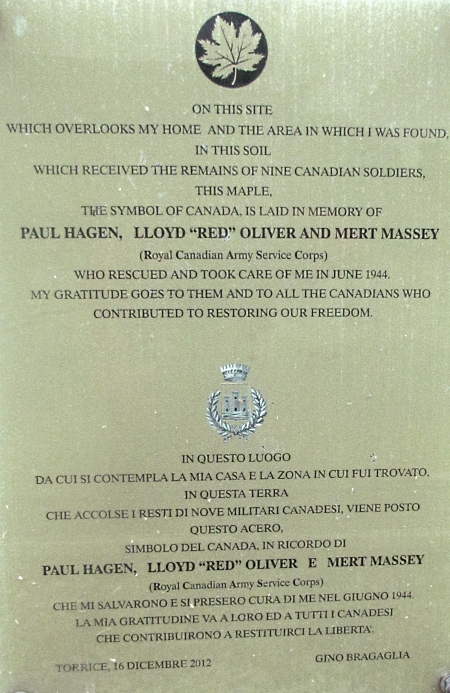 ON THIS SITE
WHICH OVERLOOKS MY HOME AND THE AREA IN WHICH I WAS FOUND,
IN THIS SOIL
WHICH RECEIVED THE REMAINS OF NINE CANADIAN SOLDIERS,
THIS MAPLE,
THE SYMBOL OF CANADA, IS LAID IN MEMORY OF
PAUL HAGEN, LLOYD “RED” OLIVER AND MERT MASSEY
(Royal Canadian Army Service Corps)
WHO RESCUED AND TOOK CARE OF ME IN JUNE 1944.
MY GRATITUDE GOES TO THEM AND TO ALL THE CANADIANS WHO
CONTRIBUTED TO RESTORING OUR FREEDOM.
IN QUESTO LUOGO
DA CUI SI CONTEMPLA LA MIA CASA E LA ZONA IN CUI FUI TROVATO,
IN QUESTA TERRA
CHE ACCOLSE I RESTI DI NOVE MILITARI CANADESI, VIENE POSTO
QUESTO ACERO,
SIMBOLO DEL CANADA, IN RICORDO DI
PAUL HAGEN, LLOYD “RED” OLIVER E MERT MASSEY
(Royal Canadian Army Service Corps)
CHE MI SALVARONO E SI PRESERO CURA DI ME NEL GIUGNO 1944.
LA MIA GRATITUDINE VA A LORO ED A TUTTI I CANADESI
CHE CONTRIBUIRONO A RESTITUIRCI LA LIBERTA'.
TORRICE, 16 DICEMBRE 2012 GINO BRAGAGLIA